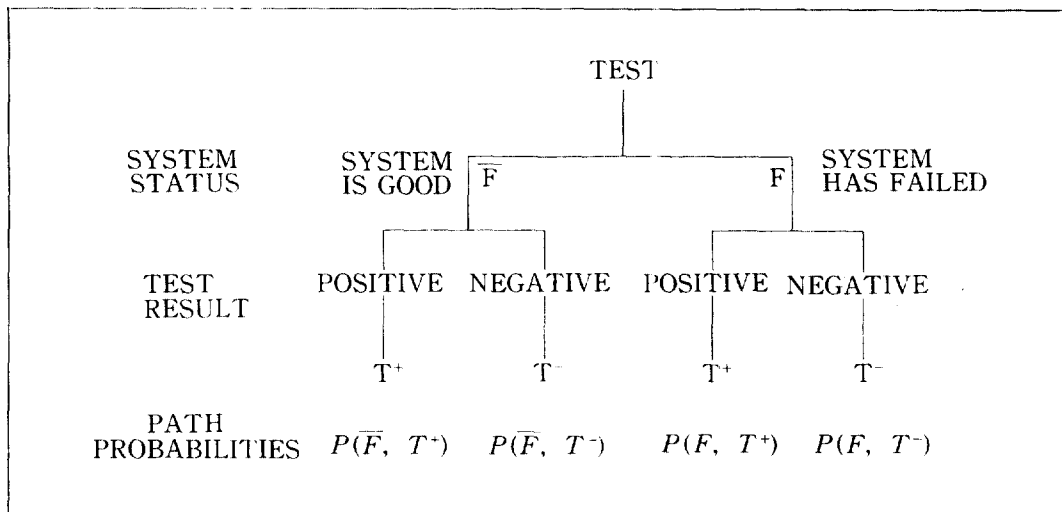 TEST
SYSTEM STATUS
SYSTEM IS GOOD
F̅
F
SYSTEM HAS FAILED
TEST RESULT
POSITIVE NEGATIVE POSITIVE NEGATIVE
T⁺ T⁻ T⁺ T⁻
PATH PROBABILITIES
P(F̅, T⁺) P(F̅, T⁻) P(F, T⁺) P(F, T⁻)